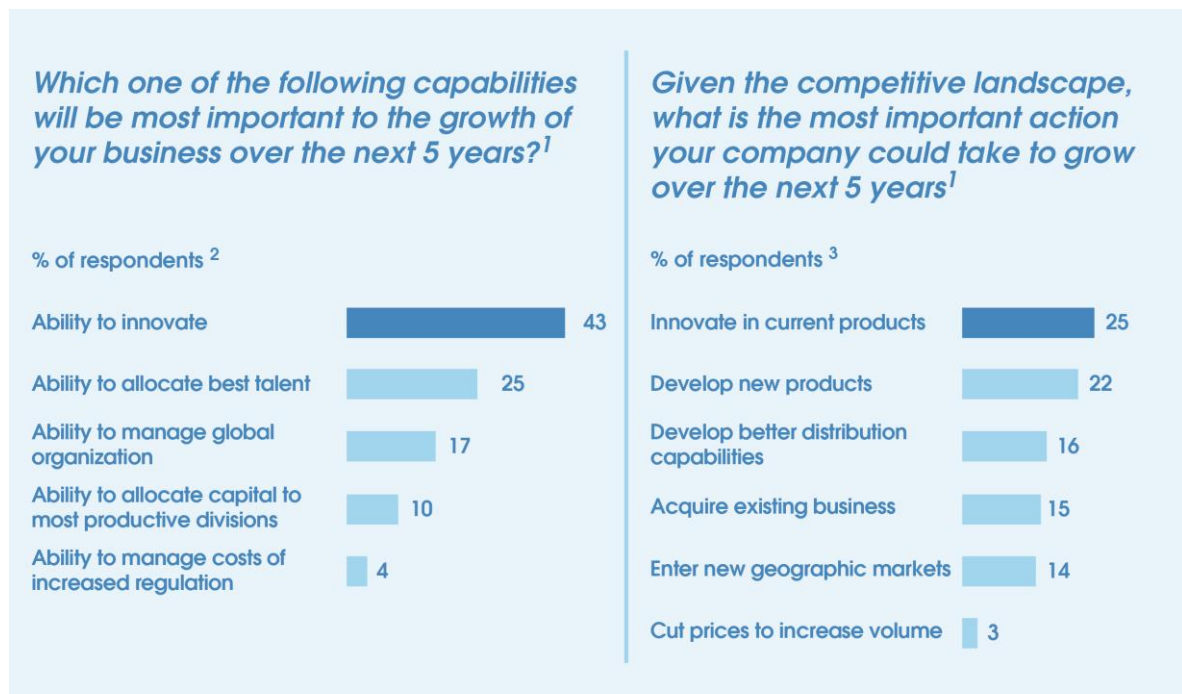 Which one of the following capabilities
will be most important to the growth of
your business over the next 5 years?1
% of respondents 2
Ability to innovate 43
Ability to allocate best talent 25
Ability to manage global
organization 17
Ability to allocate capital to
most productive divisions 10
Ability to manage costs of
increased regulation 4
Given the competitive landscape,
what is the most important action
your company could take to grow
over the next 5 years1
% of respondents 3
Innovate in current products 25
Develop new products 22
Develop better distribution
capabilities 16
Acquire existing business 15
Enter new geographic markets 14
Cut prices to increase volume 3